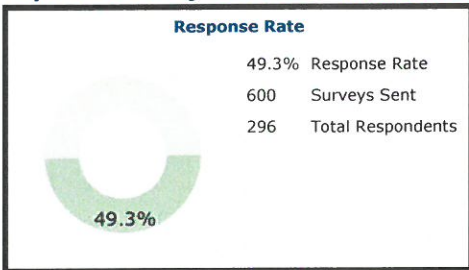 Response Rate
49.3% Response Rate
600 Surveys Sent
296 Total Respondents
49.3%